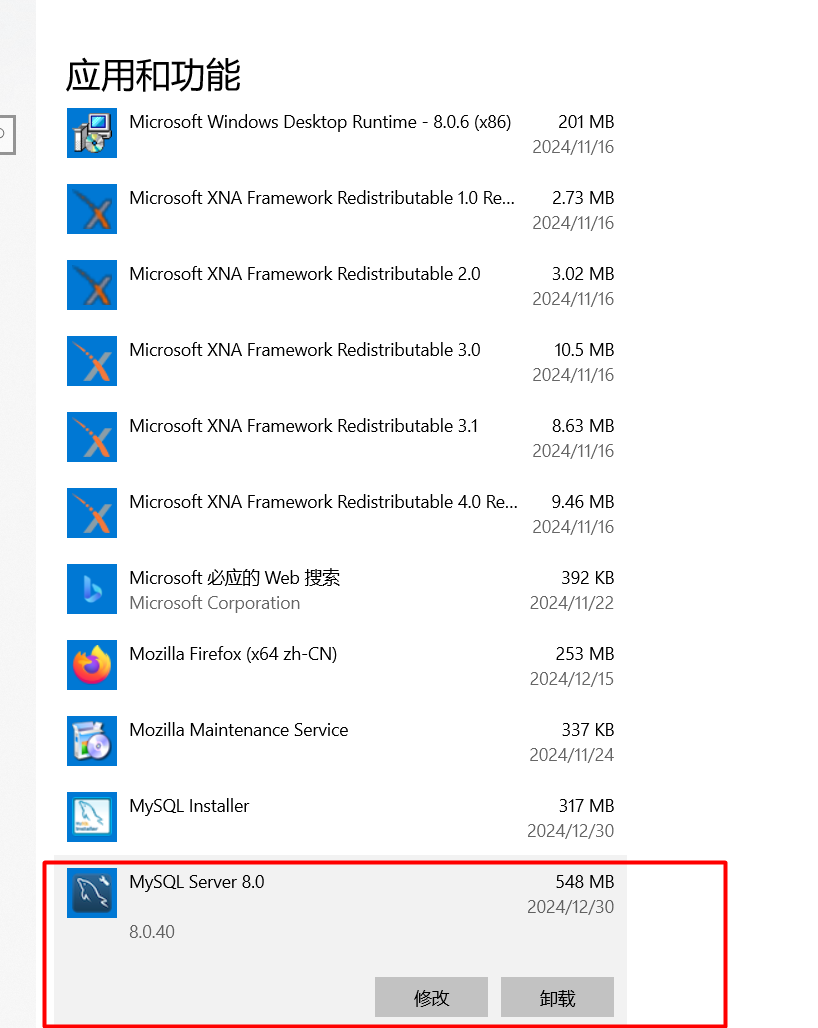 应用和功能
Microsoft Windows Desktop Runtime - 8.0.6 (x86) 201 MB
2024/11/16
Microsoft XNA Framework Redistributable 1.0 Re... 2.73 MB
2024/11/16
Microsoft XNA Framework Redistributable 2.0 3.02 MB
2024/11/16
Microsoft XNA Framework Redistributable 3.0 10.5 MB
2024/11/16
Microsoft XNA Framework Redistributable 3.1 8.63 MB
2024/11/16
Microsoft XNA Framework Redistributable 4.0 Re... 9.46 MB
2024/11/16
Microsoft 必应的 Web 搜索 392 KB
Microsoft Corporation 2024/11/22
Mozilla Firefox (x64 zh-CN) 253 MB
2024/12/15
Mozilla Maintenance Service 337 KB
2024/11/24
MySQL Installer 317 MB
2024/12/30
MySQL Server 8.0 548 MB
2024/12/30
8.0.40
修改 卸载